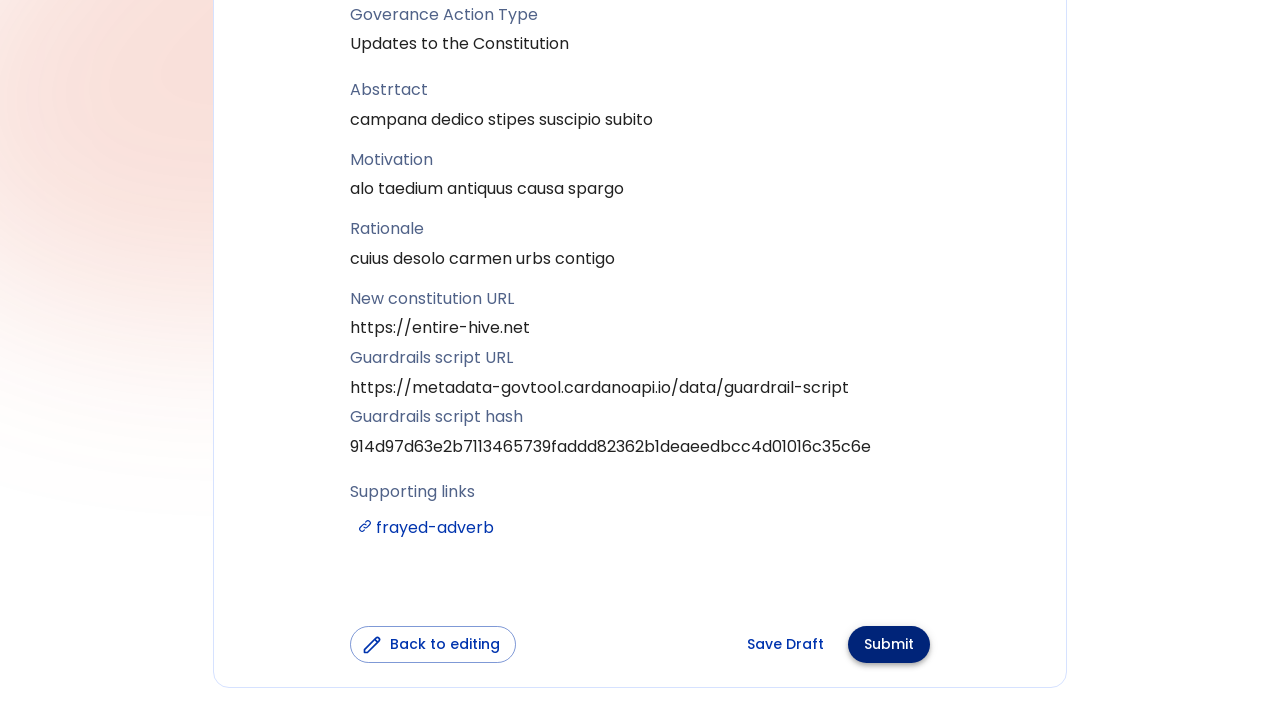 Goverance Action Type
Updates to the Constitution
Abstrtact
campana dedico stipes suscipio subito
Motivation
alo taedium antiquus causa spargo
Rationale
cuius desolo carmen urbs contigo
New constitution URL
https://entire-hive.net
Guardrails script URL
https://metadata-govtool.cardanoapi.io/data/guardrail-script
Guardrails script hash
914d97d63e2b7113465739faddd82362b1deaeedbcc4d01016c35c6e
Supporting links
frayed-adverb
Back to editing
Save Draft
Submit